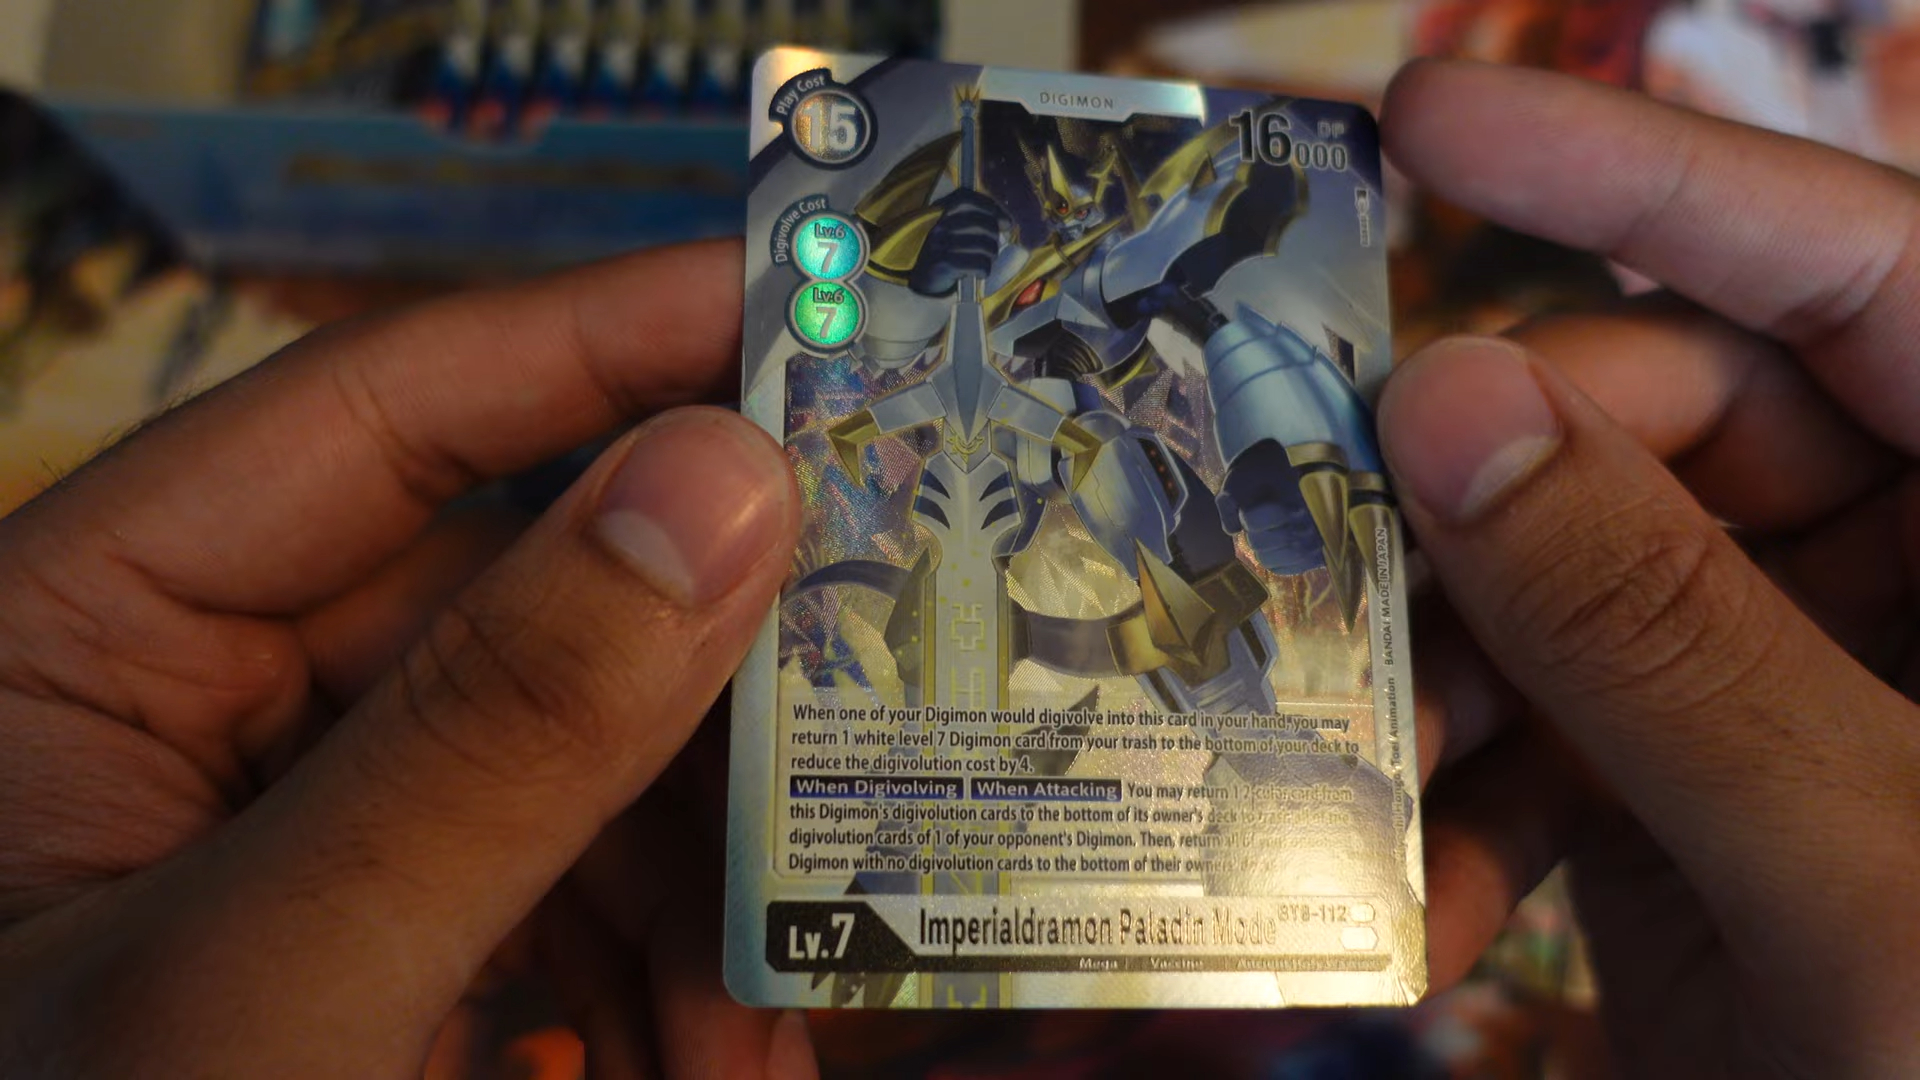 Play Cost
15
DIGIMON
DP
16000
Digivolve Cost
Lv.6
7
Lv.6
7
When one of your Digimon would digivolve into this card in your hand, you may
return 1 white level 7 Digimon card from your trash to the bottom of your deck to
reduce the digivolution cost by 4.
When Digivolving When Attacking You may return 1 2-color card from
this Digimon's digivolution cards to the bottom of its owner's deck to trash all of the
digivolution cards of 1 of your opponent's Digimon. Then, return all of your
Digimon with no digivolution cards to the bottom of their owners'
Lv.7
Imperialdramon Paladin Mode
BT8-112
Mega Vaccine
Toei Animation BANDAI MADE IN JAPAN